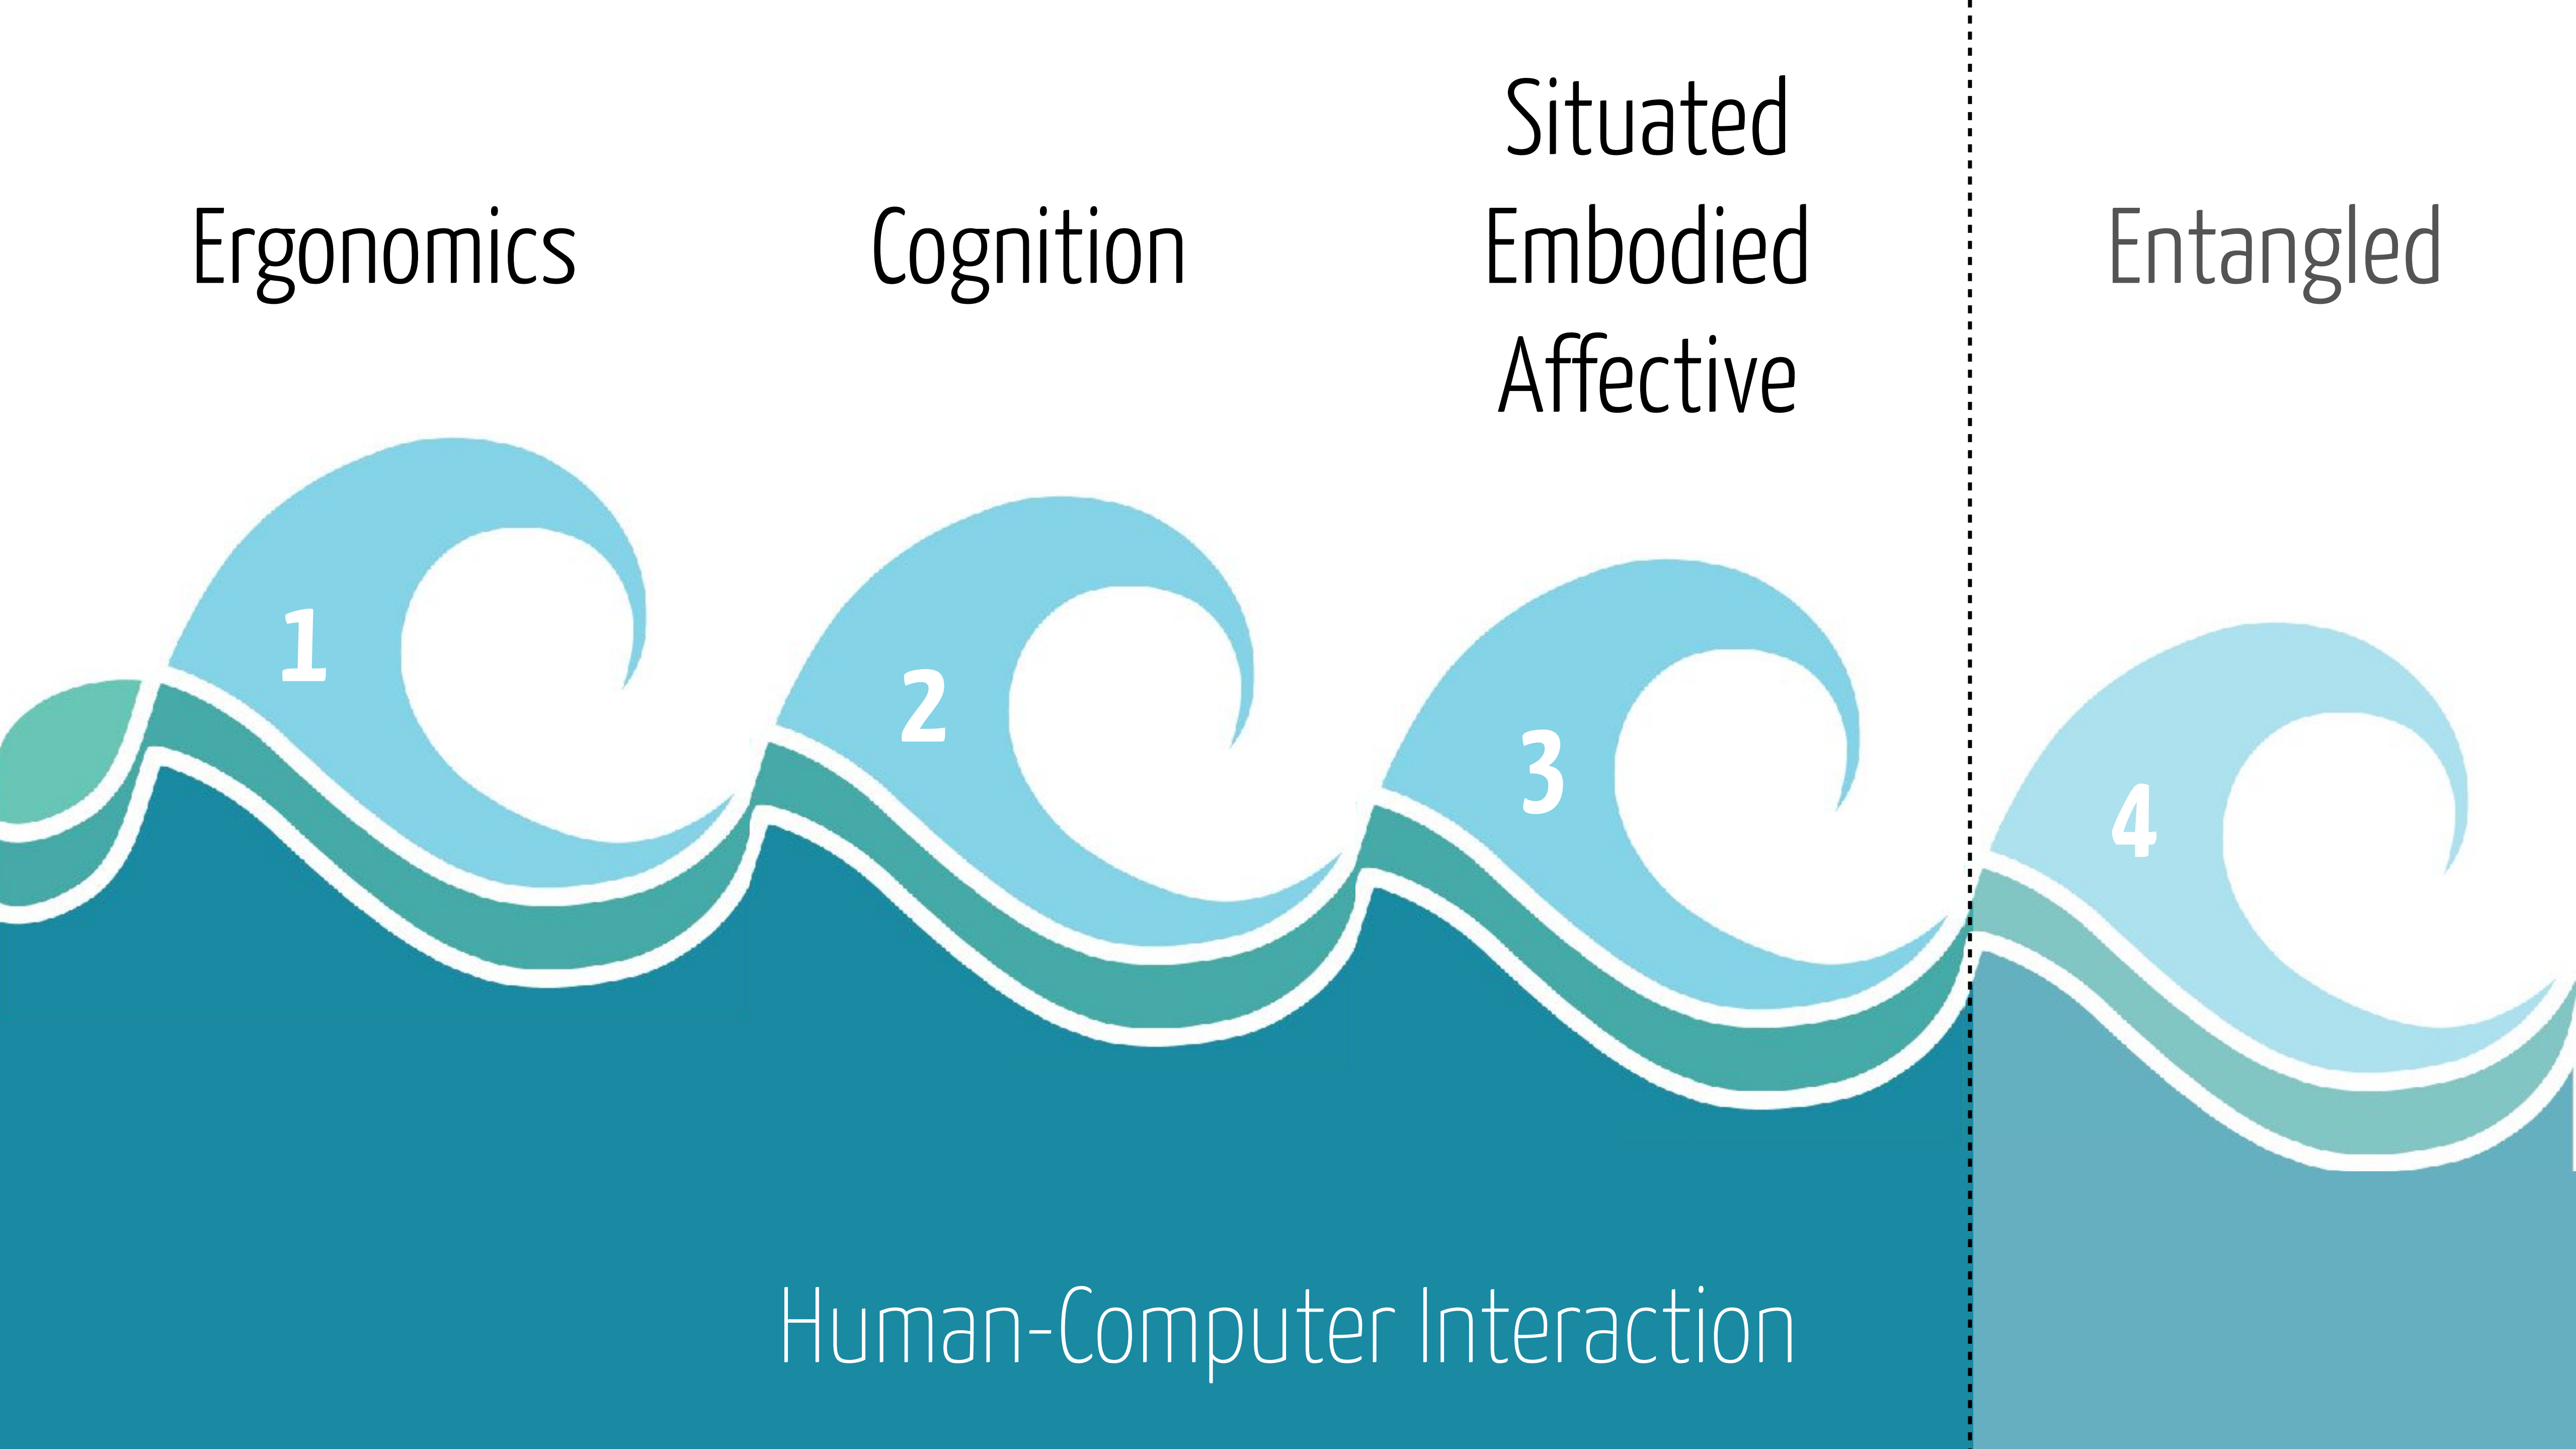 Situated
Ergonomics
Cognition
Embodied
Entangled
Affective
1
2
3
4
Human-Computer Interaction